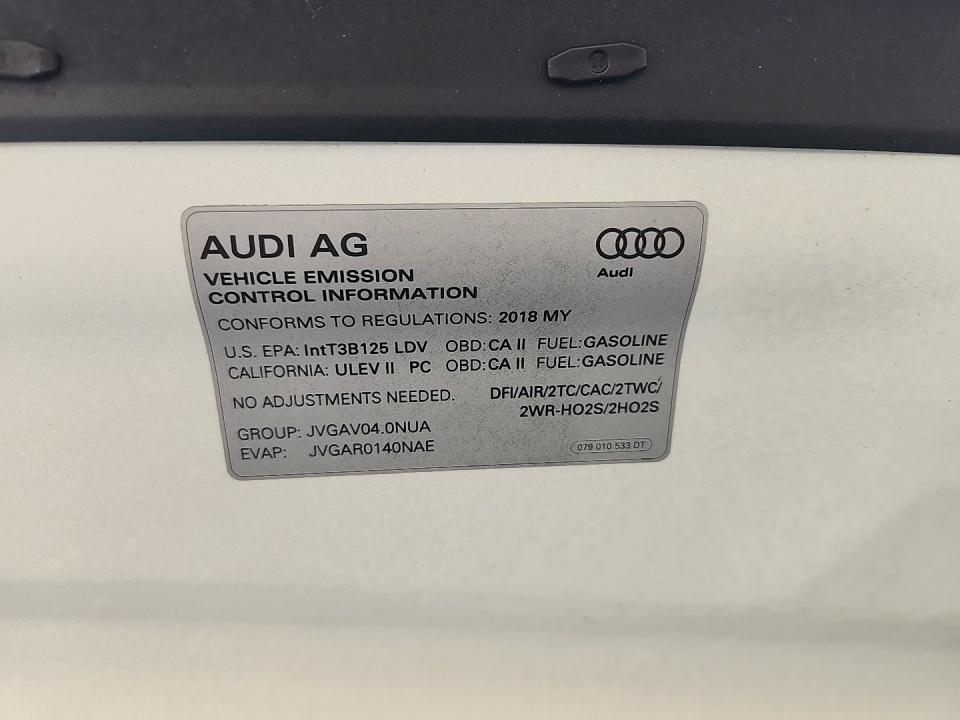 AUDI AG
Audi
VEHICLE EMISSION
CONTROL INFORMATION
CONFORMS TO REGULATIONS: 2018 MY
U.S. EPA: IntT3B125 LDV OBD:CA II FUEL:GASOLINE
CALIFORNIA: ULEV II PC OBD:CA II FUEL:GASOLINE
NO ADJUSTMENTS NEEDED.
DFI/AIR/2TC/CAC/2TWC/
2WR-HO2S/2HO2S
GROUP: JVGAV04.0NUA
EVAP: JVGAR0140NAE
079 010 533 DT